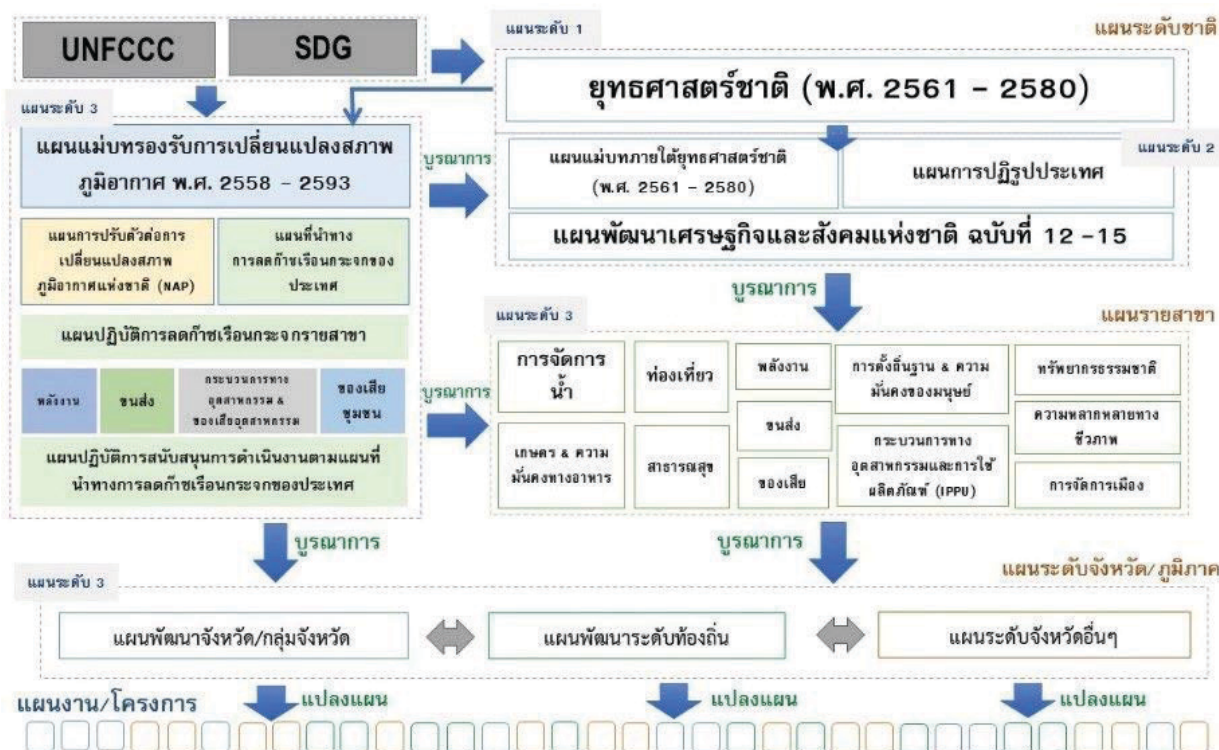 UNFCCC
SDG
แผนระดับ 1
แผนระดับชาติ
ยุทธศาสตร์ชาติ (พ.ศ. 2561 - 2580)
แผนระดับ 3
แผนแม่บทรองรับการเปลี่ยนแปลงสภาพ
ภูมิอากาศ พ.ศ. 2558 - 2593
บูรณาการ
แผนระดับ 2
แผนแม่บทภายใต้ยุทธศาสตร์ชาติ
(พ.ศ. 2561 - 2580)
แผนการปฏิรูปประเทศ
แผนพัฒนาเศรษฐกิจและสังคมแห่งชาติ ฉบับที่ 12 -15
แผนการปรับตัวต่อการ
เปลี่ยนแปลงสภาพ
ภูมิอากาศแห่งชาติ (NAP)
แผนที่นำทาง
การลดก๊าซเรือนกระจกของ
ประเทศ
แผนปฏิบัติการลดก๊าซเรือนกระจกรายสาขา
พลังงาน
ขนส่ง
กระบวนการทาง
อุตสาหกรรม &
ของเสียอุตสาหกรรม
ของเสีย
ชุมชน
แผนปฏิบัติการสนับสนุนการดำเนินงานตามแผนที่
นำทางการลดก๊าซเรือนกระจกของประเทศ
บูรณาการ
บูรณาการ
แผนระดับ 3
แผนรายสาขา
การจัดการ
น้ำ
ท่องเที่ยว
พลังงาน
การตั้งถิ่นฐาน & ความ
มั่นคงของมนุษย์
ทรัพยากรธรรมชาติ
ขนส่ง
ความหลากหลายทาง
ชีวภาพ
เกษตร & ความ
มั่นคงทางอาหาร
สาธารณสุข
ของเสีย
กระบวนการทาง
อุตสาหกรรมและการใช้
ผลิตภัณฑ์ (IPPU)
การจัดการเมือง
บูรณาการ
บูรณาการ
แผนระดับ 3
แผนระดับจังหวัด/ภูมิภาค
แผนพัฒนาจังหวัด/กลุ่มจังหวัด
แผนพัฒนาระดับท้องถิ่น
แผนระดับจังหวัดอื่นๆ
แผนงาน/โครงการ
แปลงแผน
แปลงแผน
แปลงแผน